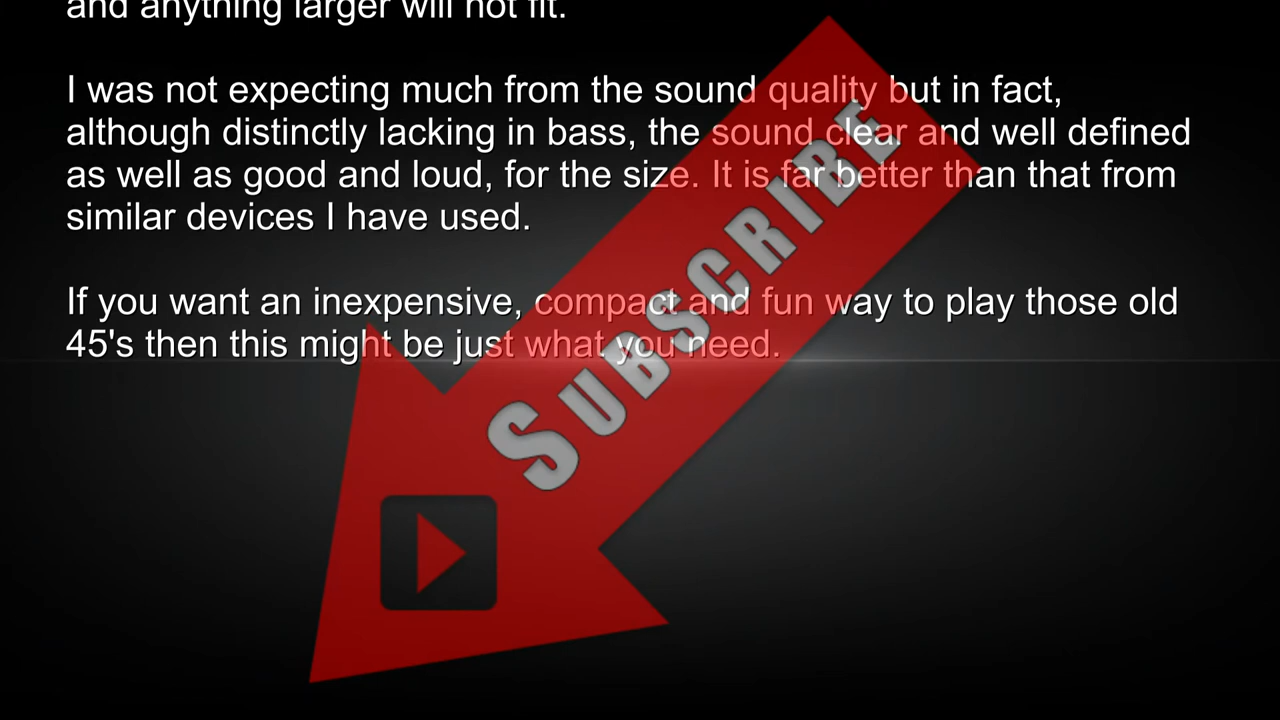 and anything larger will not fit.
I was not expecting much from the sound quality but in fact,
although distinctly lacking in bass, the sound clear and well defined
as well as good and loud, for the size. It is far better than that from
similar devices I have used.
If you want an inexpensive, compact and fun way to play those old
45's then this might be just what you need.
SUBSCRIBE